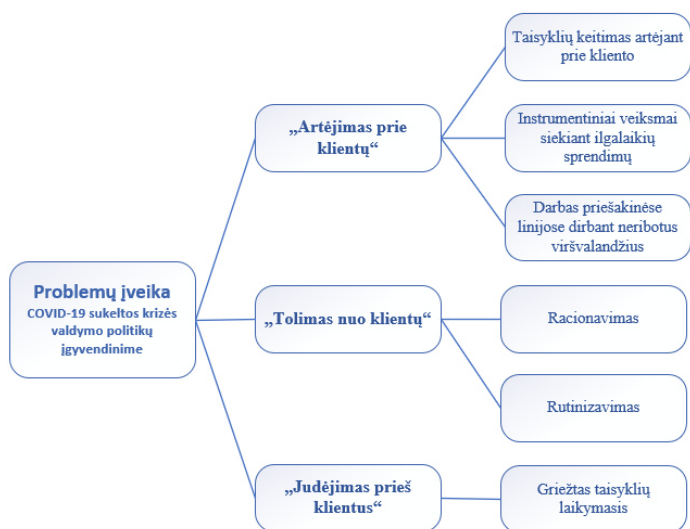 Problemų įveika
COVID-19 sukeltos krizės
valdymo politikų
įgyvendinime
„Artėjimas prie
klientų“
Taisyklių keitimas artėjant
prie kliento
Instrumentiniai veiksmai
siekiant ilgalaikių
sprendimų
Darbas priešakinėse
linijose dirbant neribotus
viršvalandžius
„Tolimas nuo klientų“
Racionavimas
Rutinizavimas
„Judėjimas prieš
klientus“
Griežtas taisyklių
laikymasis